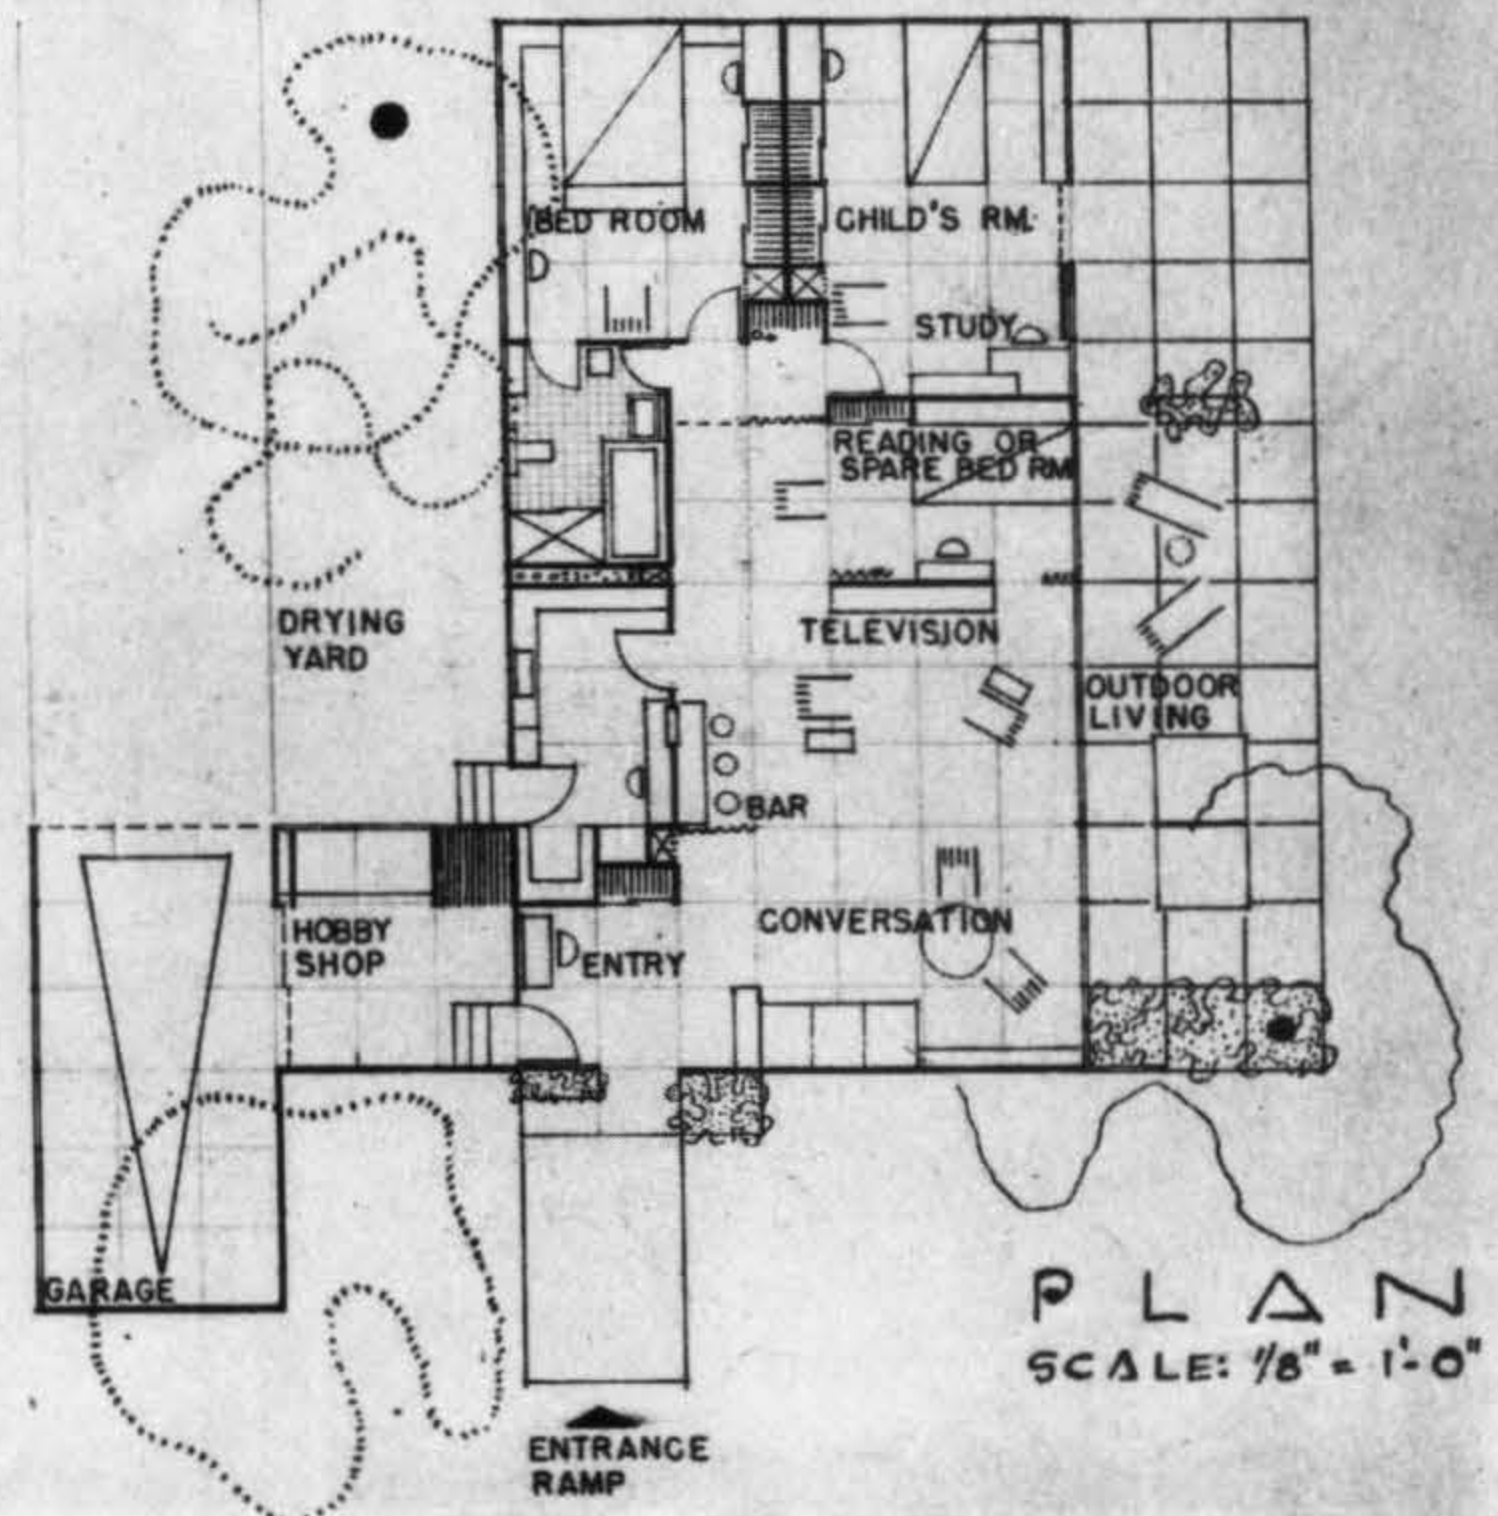 BED ROOM
CHILD'S RM.
STUDY
READING OR
SPARE BED RM
DRYING
YARD
TELEVISION
OUTDOOR
LIVING
BAR
HOBBY
SHOP
ENTRY
CONVERSATION
GARAGE
PLAN
SCALE: 1/8" = 1'-0"
ENTRANCE
RAMP